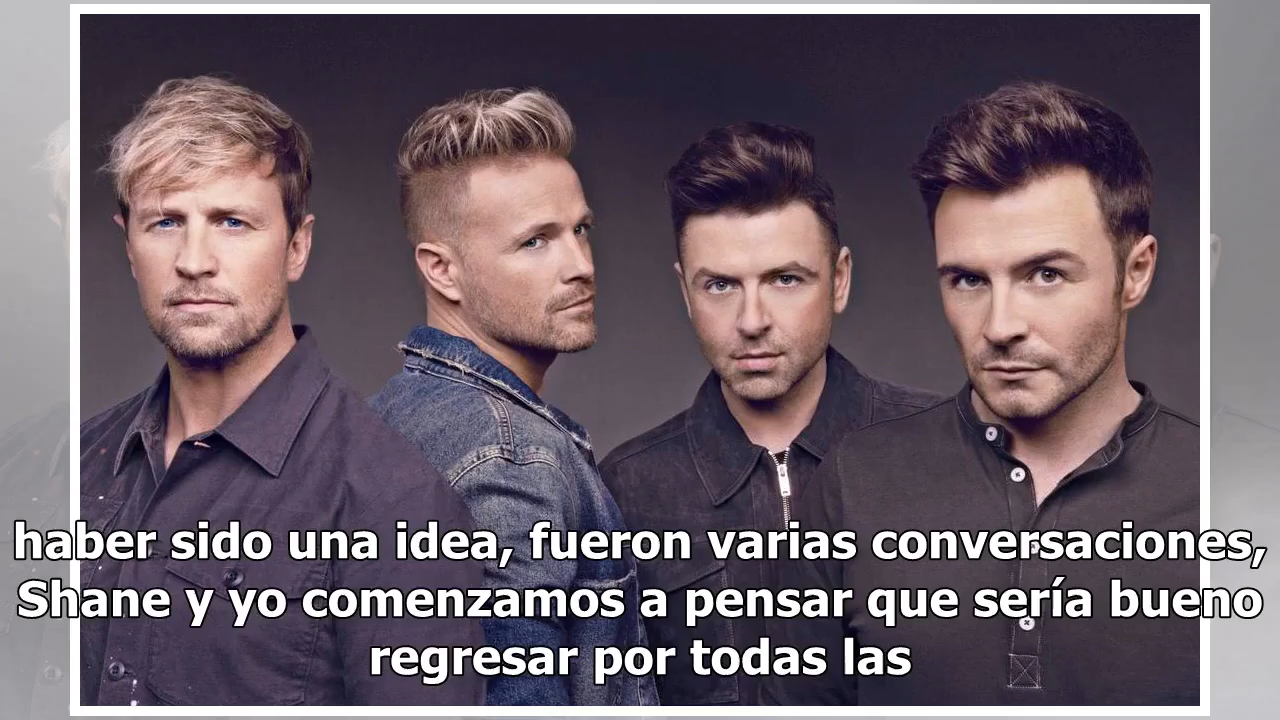 haber sido una idea, fueron varias conversaciones,
Shane y yo comenzamos a pensar que sería bueno
regresar por todas las